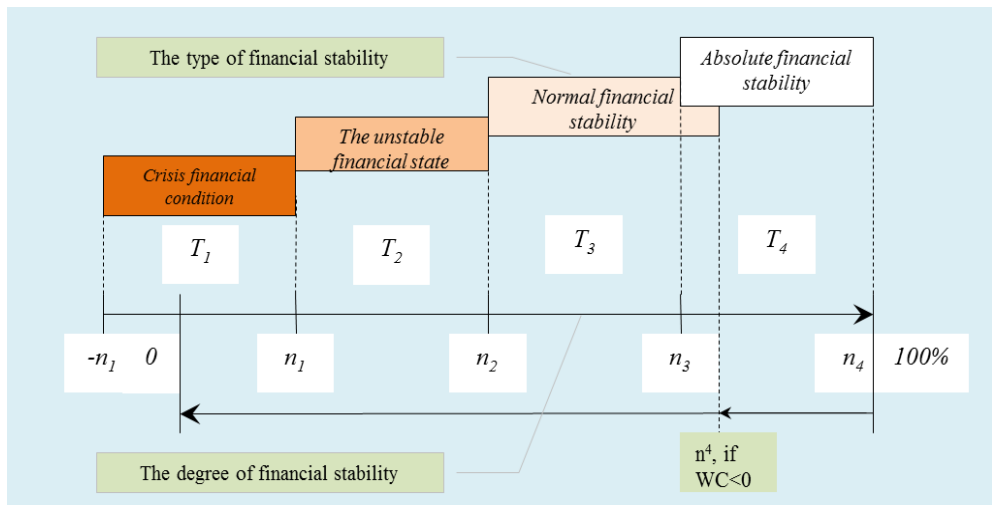 The type of financial stability
Absolute financial
stability
Normal financial
stability
The unstable
financial state
Crisis financial
condition
T₁
T₂
T₃
T₄
-n₁ 0
n₁
n₂
n₃
n₄ 100%
The degree of financial stability
n⁴, if
WC<0